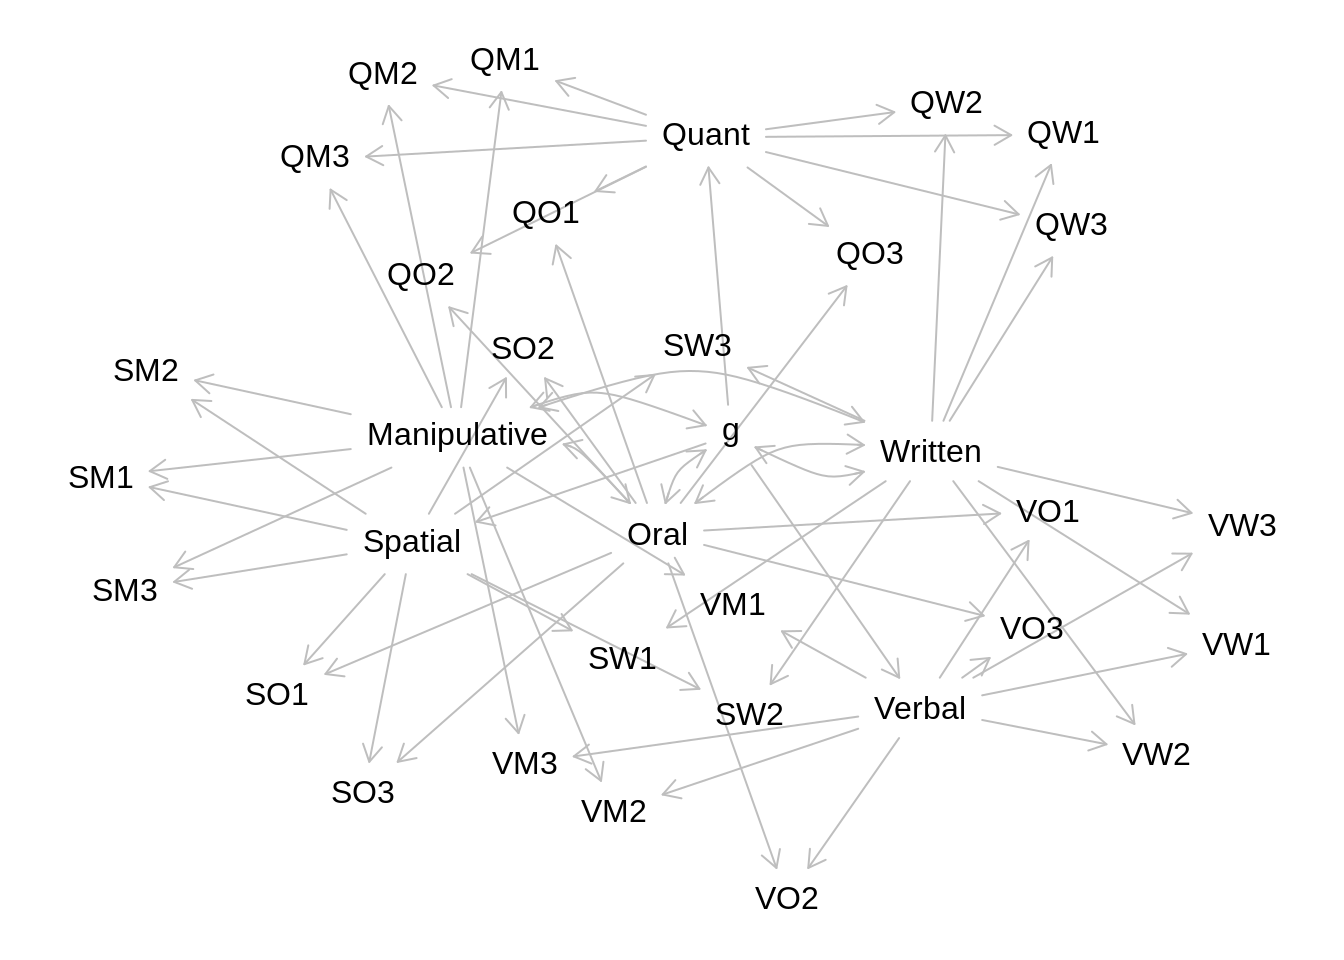 QM1
QM2
QW2
QW1
Quant
QM3
QO1
QW3
QO3
QO2
SW3
SO2
SM2
g
Manipulative
Written
SM1
VO1
VW3
Oral
Spatial
SM3
VM1
VO3
VW1
SW1
SO1
Verbal
SW2
VW2
VM3
SO3
VM2
VO2